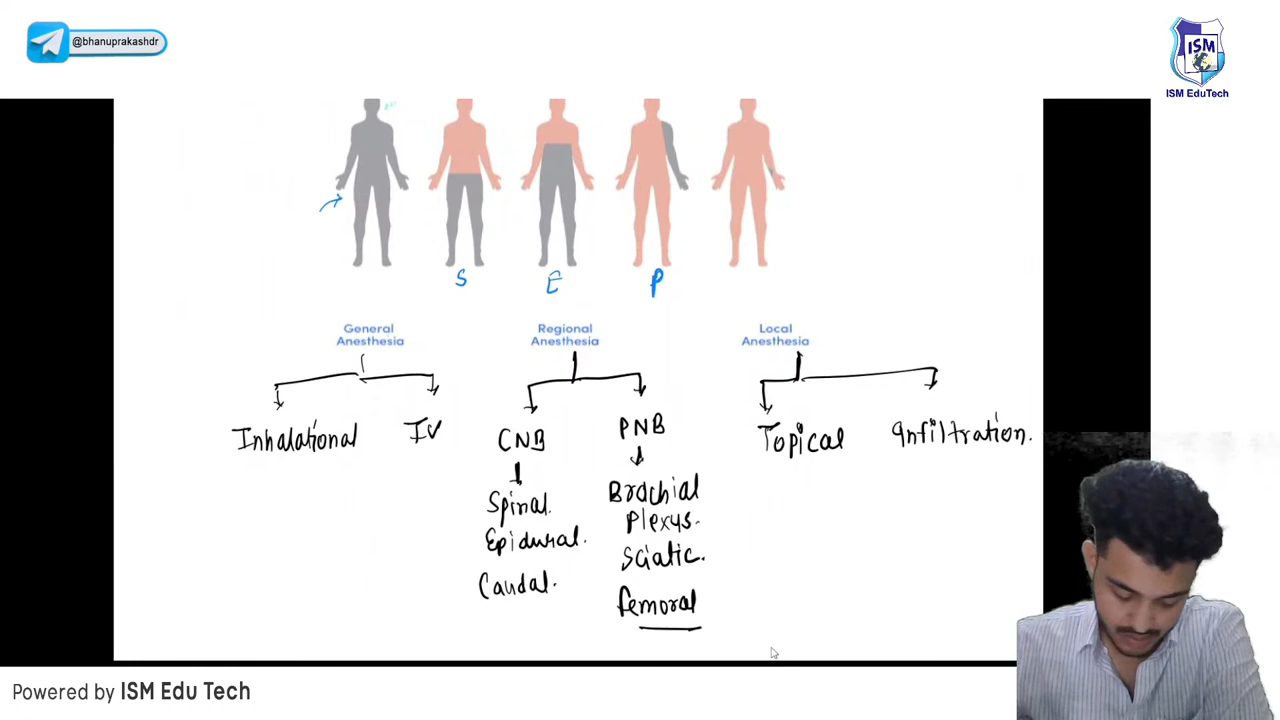 @bhanuprakashdr
ISM
ISM EduTech
S
E
P
General
Anesthesia
Regional
Anesthesia
Local
Anesthesia
Inhalational
IV
CNB
Spinal.
Epidural.
Caudal.
PNB
Brachial
Plexus.
Sciatic.
femoral
Topical
Infiltration.
Powered by ISM Edu Tech